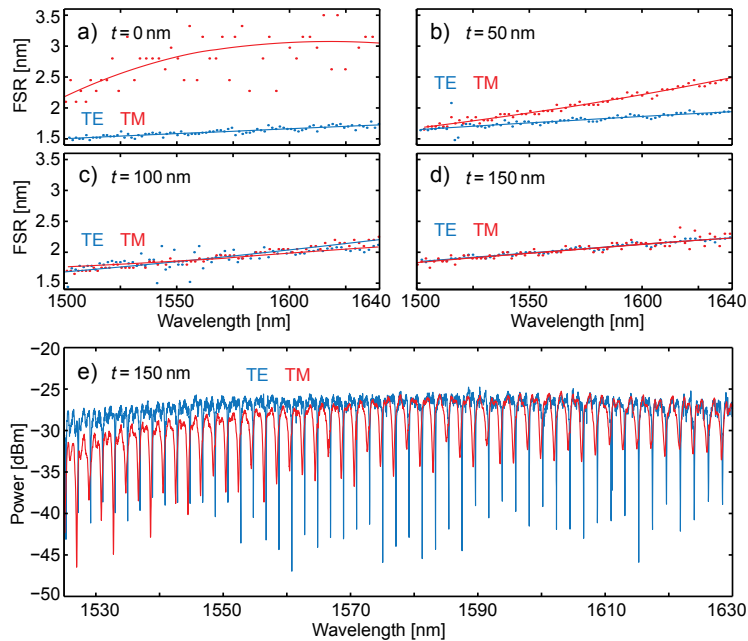 a) t = 0 nm
b) t = 50 nm
FSR [nm]
3.5
3
2.5
2
1.5
TE TM
TE TM
c) t = 100 nm
d) t = 150 nm
FSR [nm]
3.5
3
2.5
2
1.5
TE TM
TE TM
1500 1550 1600 1640
1500 1550 1600 1640
Wavelength [nm]
Wavelength [nm]
e) t = 150 nm TE TM
Power [dBm]
−20
−25
−30
−35
−40
−45
−50
1530 1550 1570 1590 1610 1630
Wavelength [nm]